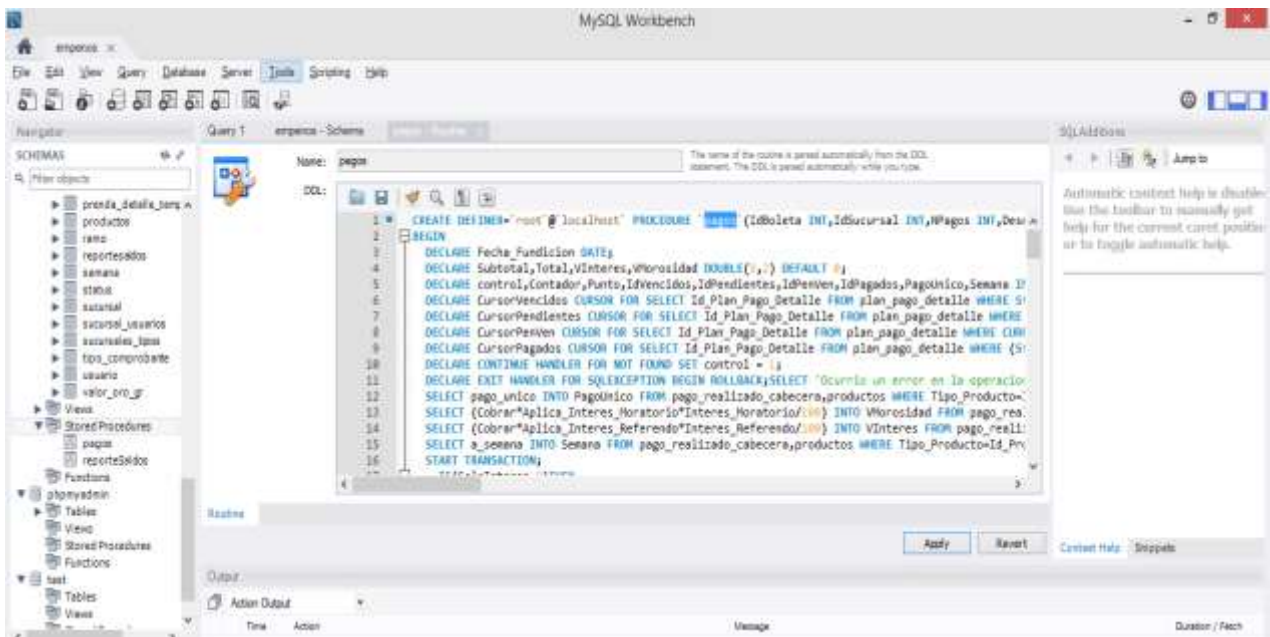 MySQL Workbench
empenos
File Edit View Query Database Server Tools Scripting Help
Navigator
SCHEMAS
Filter objects
prenda_detalle_temp
productos
ramo
reportesaldos
semana
status
sucursal
sucursal_usuarios
sucursales_tipos
tipo_comprobante
usuario
valor_oro_gr
Views
Stored Procedures
pagos
reporteSaldos
Functions
phpmyadmin
Tables
Views
Stored Procedures
Functions
test
Tables
Views
Query 1
empenos - Schema
pagos - Routine
Name: pagos
The name of the routine is parsed automatically from the DDL
statement. The DDL is parsed automatically while you type.
DDL:
1 CREATE DEFINER=`root`@`localhost` PROCEDURE `pagos` (IdBoleta INT,IdSucursal INT,NPagos INT,
2 BEGIN
3 DECLARE Fecha_Fundicion DATE;
4 DECLARE Subtotal,Total,VInteres,VMorosidad DOUBLE( DEFAULT 0;
5 DECLARE control,Contador,Punto,IdVencidos,IdPendientes,IdPenVen,IdPagados,PagoUnico,Semana
6 DECLARE CursorVencidos CURSOR FOR SELECT Id_Plan_Pago_Detalle FROM plan_pago_detalle WHERE
7 DECLARE CursorPendientes CURSOR FOR SELECT Id_Plan_Pago_Detalle FROM plan_pago_detalle WHERE
8 DECLARE CursorPenVen CURSOR FOR SELECT Id_Plan_Pago_Detalle FROM plan_pago_detalle WHERE
9 DECLARE CursorPagados CURSOR FOR SELECT Id_Plan_Pago_Detalle FROM plan_pago_detalle WHERE
10 DECLARE CONTINUE HANDLER FOR NOT FOUND SET control = 1;
11 DECLARE EXIT HANDLER FOR SQLEXCEPTION BEGIN ROLLBACK;SELECT 'Ocurrio un error en la operacion
12 SELECT pago_unico INTO PagoUnico FROM pago_realizado_cabecera,productos WHERE Tipo_Producto=
13 SELECT (Cobrar*Aplica_Interes_Moratorio*Interes_Moratorio/100) INTO VMorosidad FROM pago_rea
14 SELECT (Cobrar*Aplica_Interes_Referendo*Interes_Referendo/100) INTO VInteres FROM pago_reali
15 SELECT a_semana INTO Semana FROM pago_realizado_cabecera,productos WHERE Tipo_Producto=Id_Pr
16 START TRANSACTION;
Routine
Apply Revert
Output
Action Output
Time Action Message Duration / Fetch
SQLAdditions
Jump to
Automatic context help is disable
Use the toolbar to manually get
help for the current caret positio
or to toggle automatic help.
Context Help Snippets